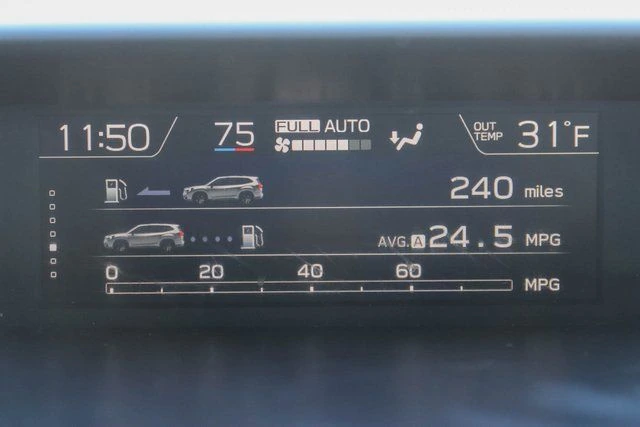 11:50 75 FULL AUTO OUT TEMP 31°F
240 miles
AVG. A 24.5 MPG
0 20 40 60 MPG